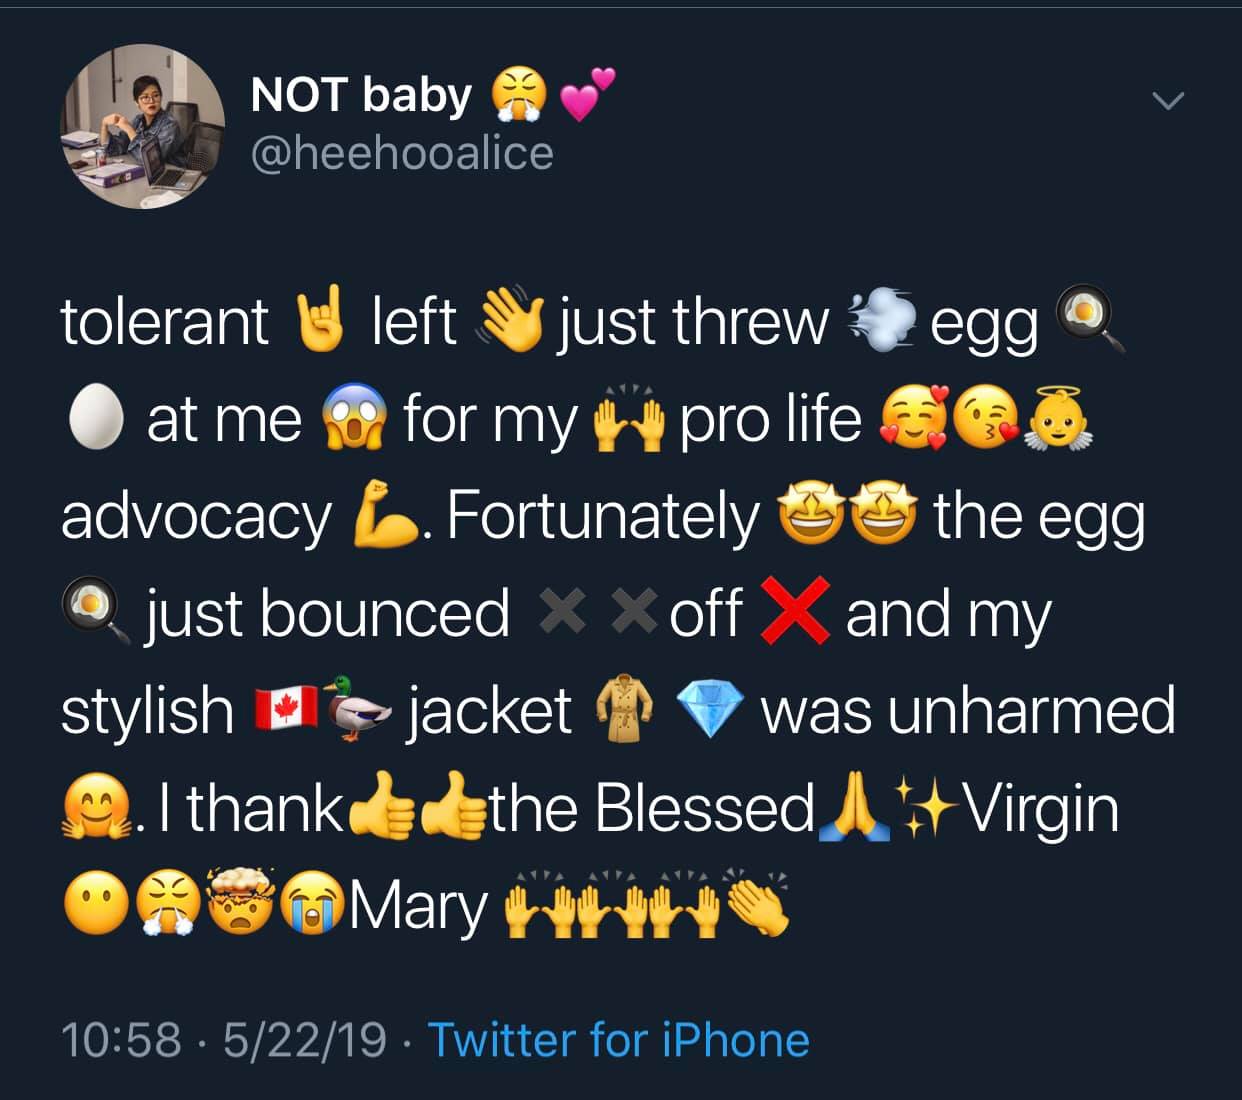 NOT baby 😤💕
@heehooalice
tolerant 🤘 left 👋 just threw 💨 egg 🍳
🥚 at me 😱 for my 🙌 pro life 🥰😘👼
advocacy 💪. Fortunately 🤩🤩 the egg
🍳 just bounced ✖️✖️off ❌ and my
stylish 🇨🇦🦆 jacket 🧥 💎 was unharmed
🤗. I thank👍👍the Blessed🙏✨Virgin
😶😤🤯😭Mary 🙌🙌🙌👏
10:58 · 5/22/19 · Twitter for iPhone